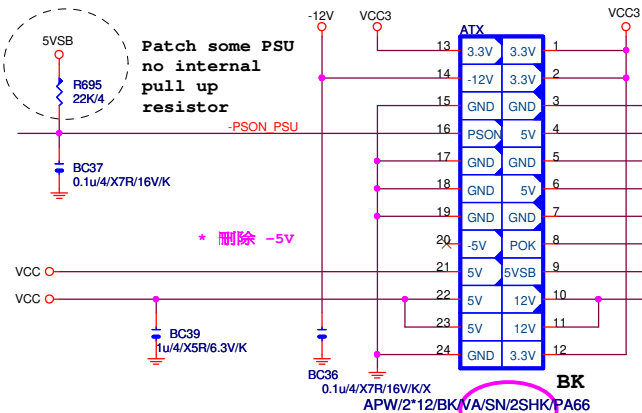 -12V VCC3 VCC3
5VSB
Patch some PSU
no internal
pull up
resistor
ATX
R695
22K/4
13 3.3V 3.3V 1
14 -12V 3.3V 2
15 GND GND 3
-PSON_PSU 16 PSON 5V 4
17 GND GND 5
18 GND 5V 6
19 GND GND 7
20 -5V POK 8
21 5V 5VSB 9
22 5V 12V 10
23 5V 12V 11
24 GND 3.3V 12
BC37
0.1u/4/X7R/16V/K
* 删除 -5V
VCC
VCC
BC39
1u/4/X5R/6.3V/K
BC36
0.1u/4/X7R/16V/K/X
BK
APW/2*12/BK/VA/SN/2SHK/PA66